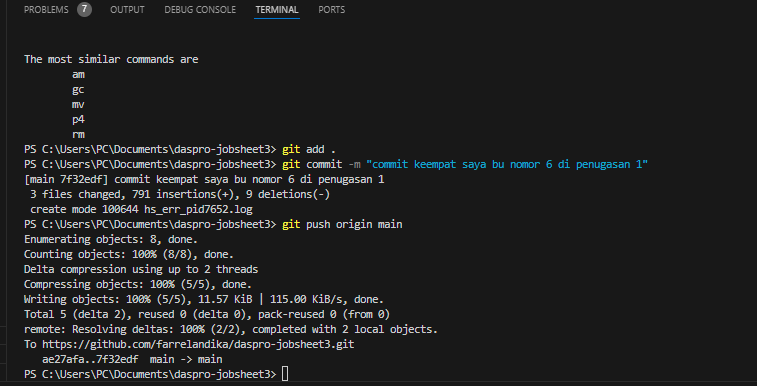 PROBLEMS 7 OUTPUT DEBUG CONSOLE TERMINAL PORTS
The most similar commands are
am
gc
mv
p4
rm
PS C:\Users\PC\Documents\daspro-jobsheet3> git add .
PS C:\Users\PC\Documents\daspro-jobsheet3> git commit -m "commit keempat saya bu nomor 6 di penugasan 1"
[main 7f32edf] commit keempat saya bu nomor 6 di penugasan 1
3 files changed, 791 insertions(+), 9 deletions(-)
create mode 100644 hs_err_pid7652.log
PS C:\Users\PC\Documents\daspro-jobsheet3> git push origin main
Enumerating objects: 8, done.
Counting objects: 100% (8/8), done.
Delta compression using up to 2 threads
Compressing objects: 100% (5/5), done.
Writing objects: 100% (5/5), 11.57 KiB | 115.00 KiB/s, done.
Total 5 (delta 2), reused 0 (delta 0), pack-reused 0 (from 0)
remote: Resolving deltas: 100% (2/2), completed with 2 local objects.
To https://github.com/farrelandika/daspro-jobsheet3.git
ae27afa..7f32edf  main -> main
PS C:\Users\PC\Documents\daspro-jobsheet3>